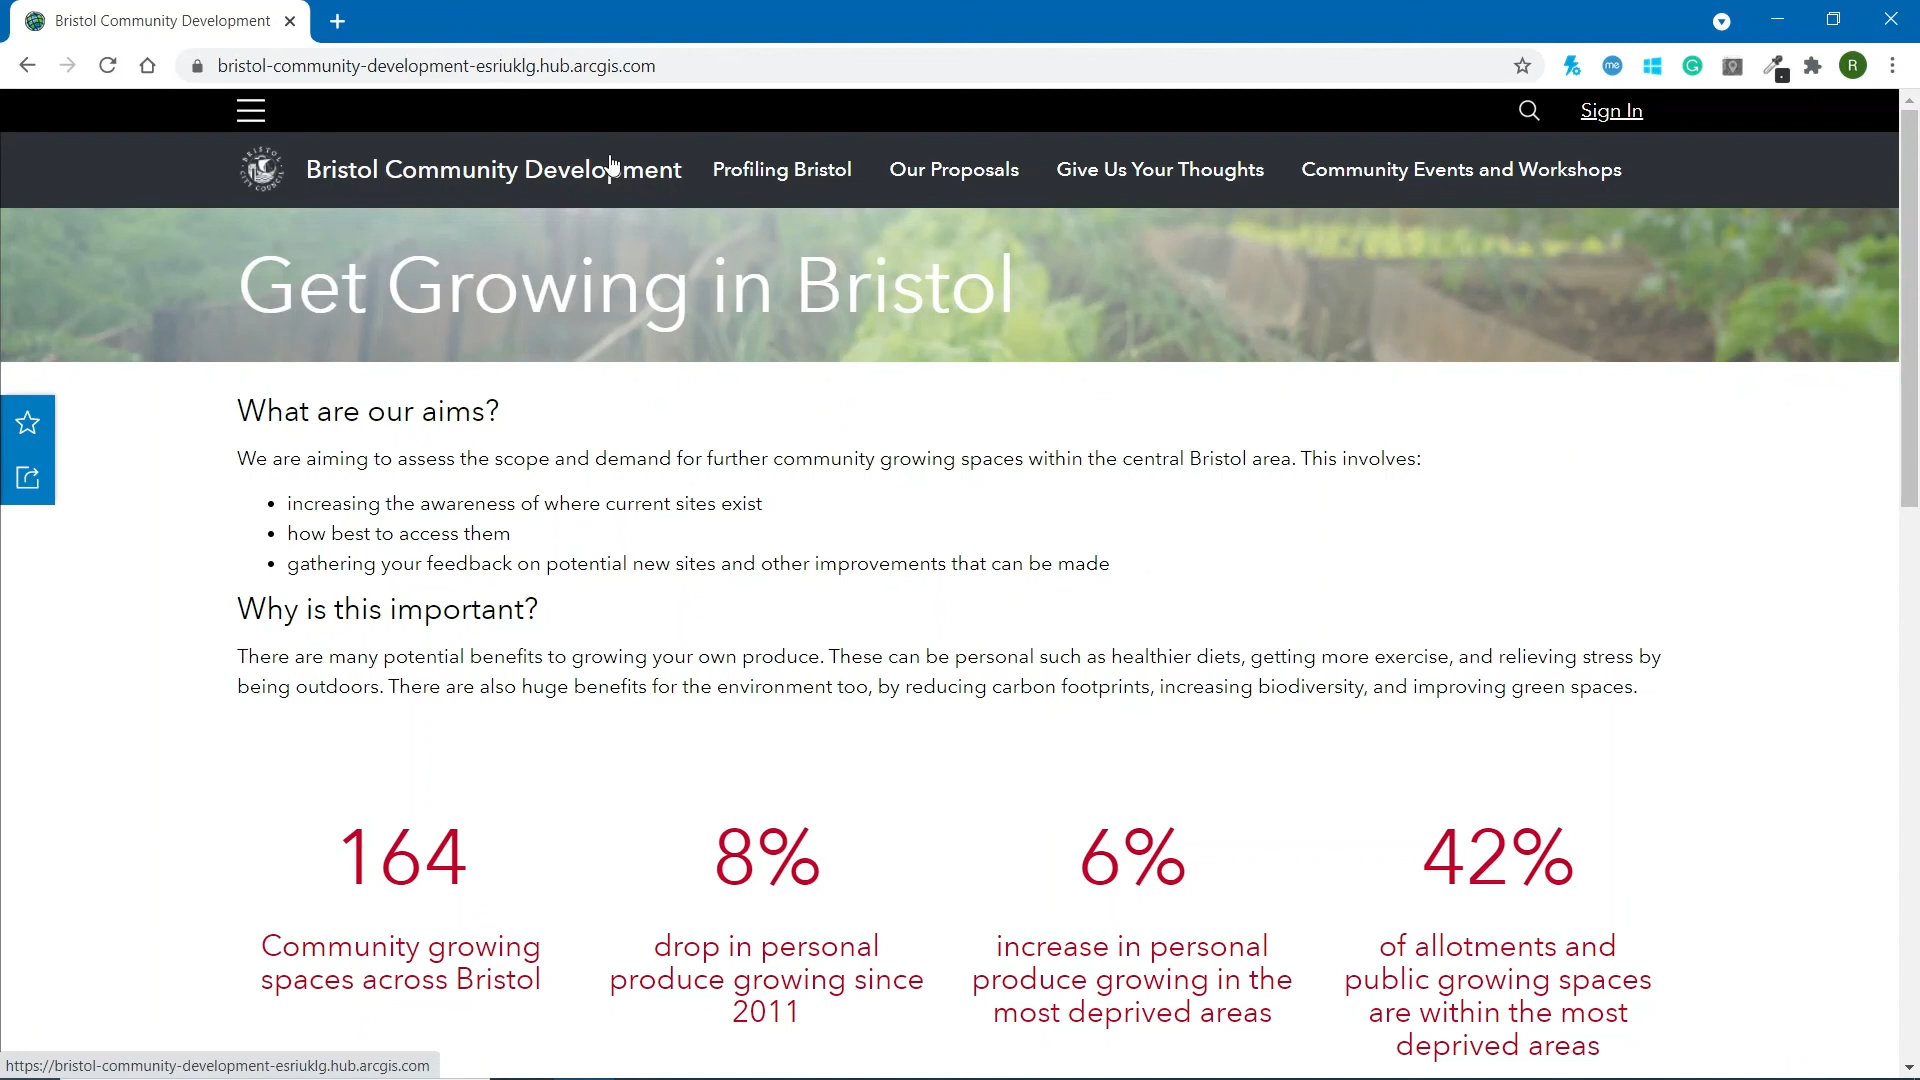 Bristol Community Development
bristol-community-development-esriuklg.hub.arcgis.com
me
R
Sign In
BRISTOL CITY COUNCIL
Bristol Community Development
Profiling Bristol
Our Proposals
Give Us Your Thoughts
Community Events and Workshops
Get Growing in Bristol
What are our aims?
We are aiming to assess the scope and demand for further community growing spaces within the central Bristol area. This involves:
• increasing the awareness of where current sites exist
• how best to access them
• gathering your feedback on potential new sites and other improvements that can be made
Why is this important?
There are many potential benefits to growing your own produce. These can be personal such as healthier diets, getting more exercise, and relieving stress by
being outdoors. There are also huge benefits for the environment too, by reducing carbon footprints, increasing biodiversity, and improving green spaces.
164
Community growing
spaces across Bristol
8%
drop in personal
produce growing since
2011
6%
increase in personal
produce growing in the
most deprived areas
42%
of allotments and
public growing spaces
are within the most
deprived areas
https://bristol-community-development-esriuklg.hub.arcgis.com